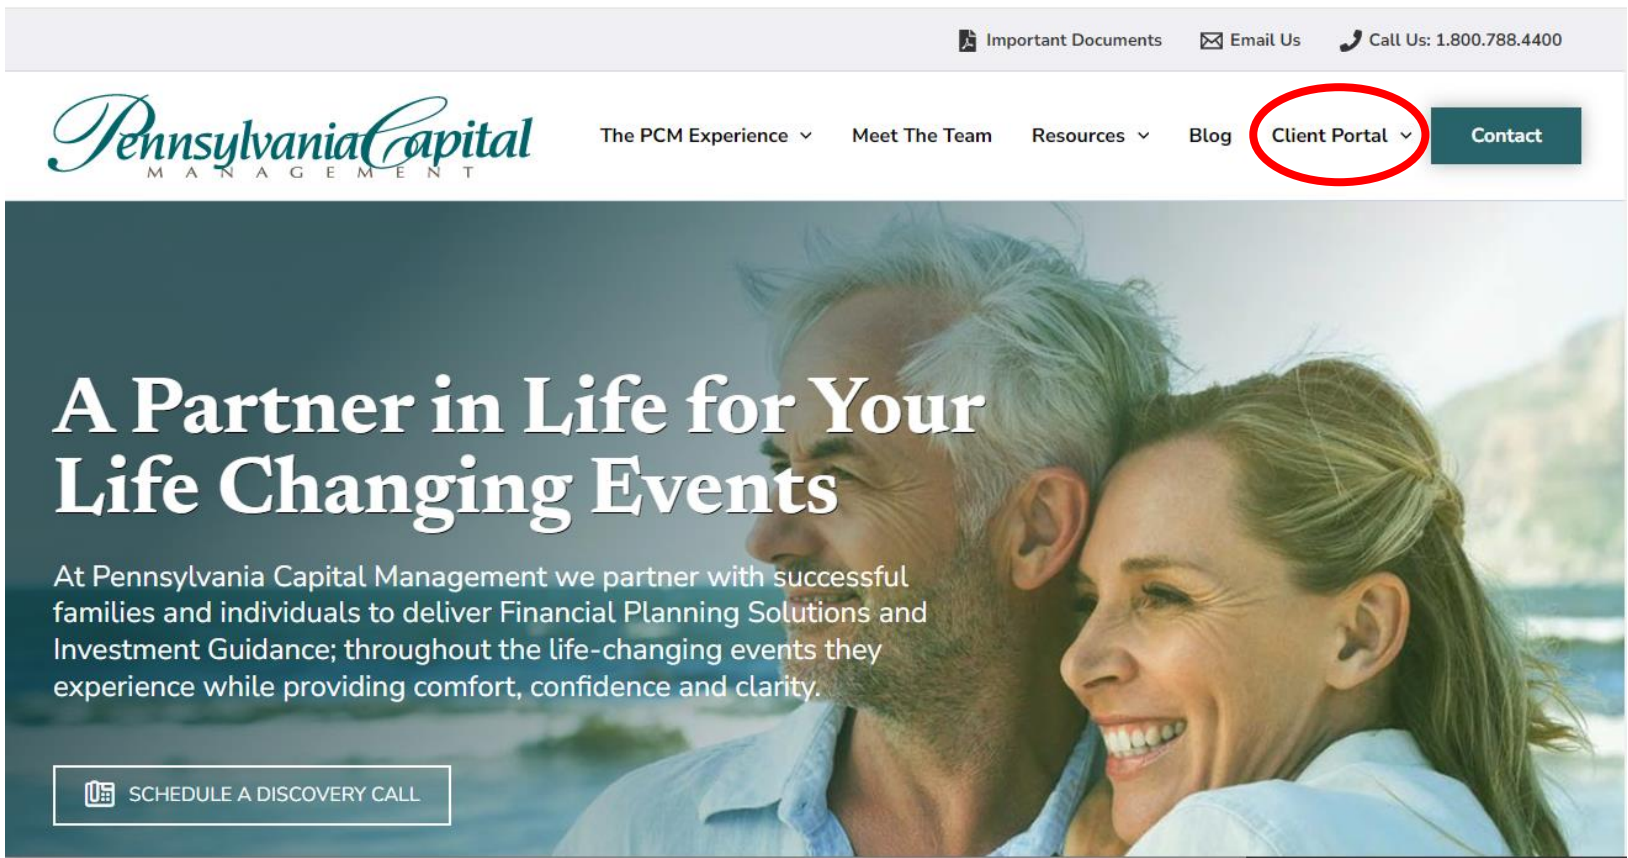 Important Documents
Email Us
Call Us: 1.800.788.4400
Pennsylvania Capital
MANAGEMENT
The PCM Experience
Meet The Team
Resources
Blog
Client Portal
Contact
A Partner in Life for Your
Life Changing Events
At Pennsylvania Capital Management we partner with successful
families and individuals to deliver Financial Planning Solutions and
Investment Guidance; throughout the life-changing events they
experience while providing comfort, confidence and clarity.
SCHEDULE A DISCOVERY CALL